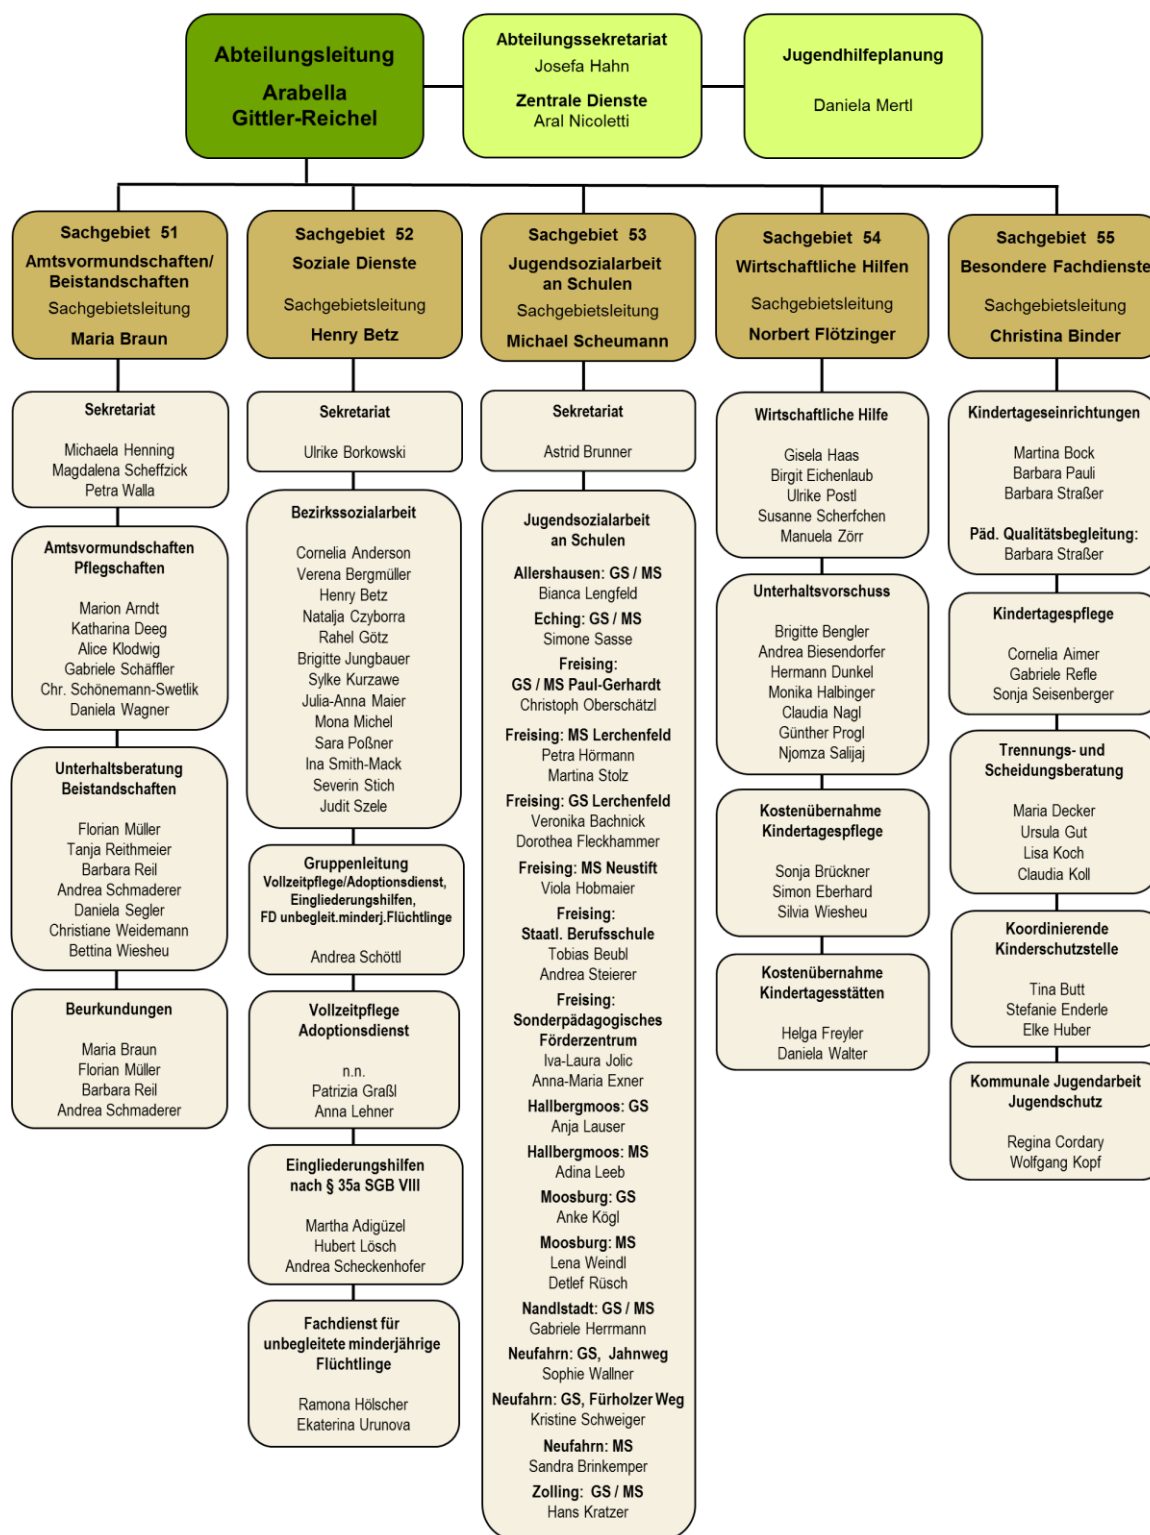 Abteilungsleitung
Arabella
Gittler-Reichel
Abteilungssekretariat
Josefa Hahn
Zentrale Dienste
Aral Nicoletti
Jugendhilfeplanung
Daniela Mertl
Sachgebiet 51
Amtsvormundschaften/
Beistandschaften
Sachgebietsleitung
Maria Braun
Sekretariat
Michaela Henning
Magdalena Scheffzick
Petra Walla
Amtsvormundschaften
Pflegschaften
Marion Arndt
Katharina Deeg
Alice Klodwig
Gabriele Schäffler
Chr. Schönemann-Swetlik
Daniela Wagner
Unterhaltsberatung
Beistandschaften
Florian Müller
Tanja Reithmeier
Barbara Reil
Andrea Schmaderer
Daniela Segler
Christiane Weidemann
Bettina Wiesheu
Beurkundungen
Maria Braun
Florian Müller
Barbara Reil
Andrea Schmaderer
Sachgebiet 52
Soziale Dienste
Sachgebietsleitung
Henry Betz
Sekretariat
Ulrike Borkowski
Bezirkssozialarbeit
Cornelia Anderson
Verena Bergmüller
Henry Betz
Natalja Czyborra
Rahel Götz
Brigitte Jungbauer
Sylke Kurzawe
Julia-Anna Maier
Mona Michel
Sara Poßner
Ina Smith-Mack
Severin Stich
Judit Szele
Gruppenleitung
Vollzeitpflege/Adoptionsdienst,
Eingliederungshilfen,
FD unbegleit.minderj.Flüchtlinge
Andrea Schöttl
Vollzeitpflege
Adoptionsdienst
n.n.
Patrizia Graßl
Anna Lehner
Eingliederungshilfen
nach § 35a SGB VIII
Martha Adigüzel
Hubert Lösch
Andrea Scheckenhofer
Fachdienst für
unbegleitete minderjährige
Flüchtlinge
Ramona Hölscher
Ekaterina Urunova
Sachgebiet 53
Jugendsozialarbeit
an Schulen
Sachgebietsleitung
Michael Scheumann
Sekretariat
Astrid Brunner
Jugendsozialarbeit
an Schulen
Allershausen: GS / MS
Bianca Lengfeld
Eching: GS / MS
Simone Sasse
Freising:
GS / MS Paul-Gerhardt
Christoph Oberschätzl
Freising: MS Lerchenfeld
Petra Hörmann
Martina Stolz
Freising: GS Lerchenfeld
Veronika Bachnick
Dorothea Fleckhammer
Freising: MS Neustift
Viola Hobmaier
Freising:
Staatl. Berufsschule
Tobias Beubl
Andrea Steierer
Freising:
Sonderpädagogisches
Förderzentrum
Iva-Laura Jolic
Anna-Maria Exner
Hallbergmoos: GS
Anja Lauser
Hallbergmoos: MS
Adina Leeb
Moosburg: GS
Anke Kögl
Moosburg: MS
Lena Weindl
Detlef Rüsch
Nandlstadt: GS / MS
Gabriele Herrmann
Neufahrn: GS, Jahnweg
Sophie Wallner
Neufahrn: GS, Fürholzer Weg
Kristine Schweiger
Neufahrn: MS
Sandra Brinkemper
Zolling: GS / MS
Hans Kratzer
Sachgebiet 54
Wirtschaftliche Hilfen
Sachgebietsleitung
Norbert Flötzinger
Wirtschaftliche Hilfe
Gisela Haas
Birgit Eichenlaub
Ulrike Postl
Susanne Scherfchen
Manuela Zörr
Unterhaltsvorschuss
Brigitte Bengler
Andrea Biesendorfer
Hermann Dunkel
Monika Halbinger
Claudia Nagl
Günther Progl
Njomza Salijaj
Kostenübernahme
Kindertagespflege
Sonja Brückner
Simon Eberhard
Silvia Wiesheu
Kostenübernahme
Kindertagesstätten
Helga Freyler
Daniela Walter
Sachgebiet 55
Besondere Fachdienste
Sachgebietsleitung
Christina Binder
Kindertageseinrichtungen
Martina Bock
Barbara Pauli
Barbara Straßer
Päd. Qualitätsbegleitung:
Barbara Straßer
Kindertagespflege
Cornelia Aimer
Gabriele Refle
Sonja Seisenberger
Trennungs- und
Scheidungsberatung
Maria Decker
Ursula Gut
Lisa Koch
Claudia Koll
Koordinierende
Kinderschutzstelle
Tina Butt
Stefanie Enderle
Elke Huber
Kommunale Jugendarbeit
Jugendschutz
Regina Cordary
Wolfgang Kopf